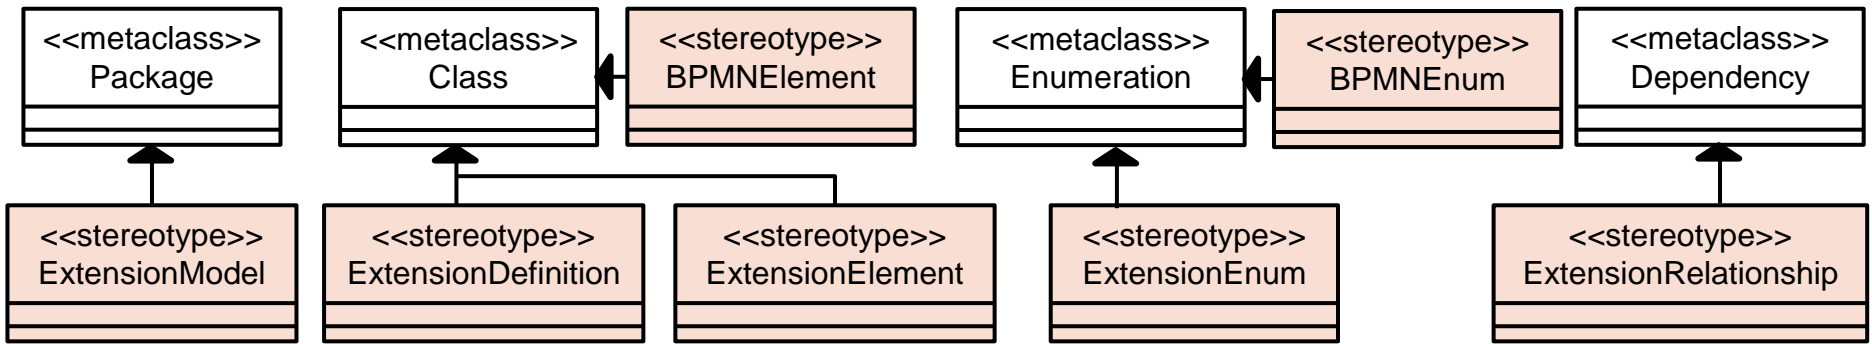 <<metaclass>>
Package
<<metaclass>>
Class
<<stereotype>>
BPMNElement
<<metaclass>>
Enumeration
<<stereotype>>
BPMNEnum
<<metaclass>>
Dependency
<<stereotype>>
ExtensionModel
<<stereotype>>
ExtensionDefinition
<<stereotype>>
ExtensionElement
<<stereotype>>
ExtensionEnum
<<stereotype>>
ExtensionRelationship